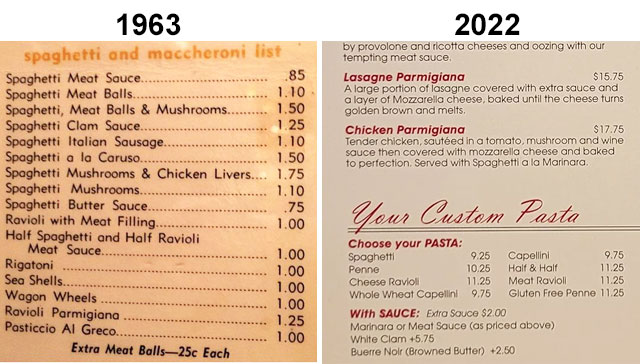 1963
spaghetti and maccheroni list
Spaghetti Meat Sauce .85
Spaghetti Meat Balls 1.10
Spaghetti, Meat Balls & Mushrooms 1.50
Spaghetti Clam Sauce 1.25
Spaghetti Italian Sausage 1.10
Spaghetti a la Caruso 1.50
Spaghetti Mushrooms & Chicken Livers 1.75
Spaghetti Mushrooms 1.10
Spaghetti Butter Sauce .75
Ravioli with Meat Filling 1.00
Half Spaghetti and Half Ravioli
Meat Sauce 1.00
Rigatoni 1.00
Sea Shells 1.00
Wagon Wheels 1.00
Ravioli Parmigiana 1.25
Pasticcio Al Greco 1.00
Extra Meat Balls—25c Each
2022
by provolone and ricotta cheeses and oozing with our
tempting meat sauce.
Lasagne Parmigiana $15.75
A large portion of lasagne covered with extra sauce and
a layer of Mozzarella cheese, baked until the cheese turns
golden brown and melts.
Chicken Parmigiana $17.75
Tender chicken, sautéed in a tomato, mushroom and wine
sauce then covered with mozzarella cheese and baked
to perfection. Served with Spaghetti a la Marinara.
Your Custom Pasta
Choose your PASTA:
Spaghetti 9.25 Capellini 9.75
Penne 10.25 Half & Half 11.25
Cheese Ravioli 11.25 Meat Ravioli 11.25
Whole Wheat Capellini 9.75 Gluten Free Penne 11.25
With SAUCE: Extra Sauce $2.00
Marinara or Meat Sauce (as priced above)
White Clam +5.75
Buerre Noir (Browned Butter) +2.50